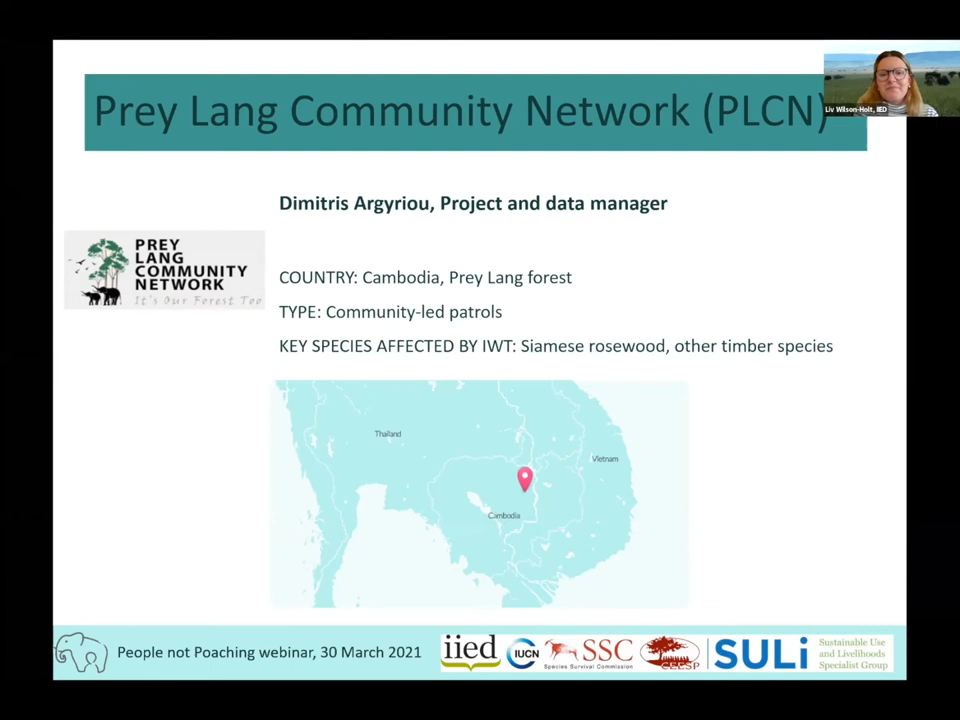 Prey Lang Community Network (PLCN)
Liv Wilson-Holt, IIED
Dimitris Argyriou, Project and data manager
PREY
LANG
COMMUNITY
NETWORK
It's Our Forest Too
COUNTRY: Cambodia, Prey Lang forest
TYPE: Community-led patrols
KEY SPECIES AFFECTED BY IWT: Siamese rosewood, other timber species
Thailand
Vietnam
Cambodia
People not Poaching webinar, 30 March 2021
iied
IUCN
SSC
Species Survival Commission
CEESP
SULi
Sustainable Use
and Livelihoods
Specialist Group